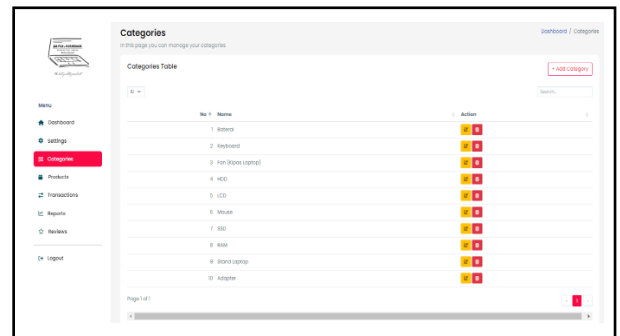 Categories
In this page you can manage your categories
Dashboard / Categories
Categories Table
+ Add Category
10
Search...
No Name Action
1 Baterai
2 Keyboard
3 Fan (Kipas Laptop)
4 HDD
5 LCD
6 Mouse
7 SSD
8 RAM
9 Stand Laptop
10 Adapter
Page 1 of 1
1
Menu
Dashboard
Settings
Categories
Products
Transactions
Reports
Reviews
Logout